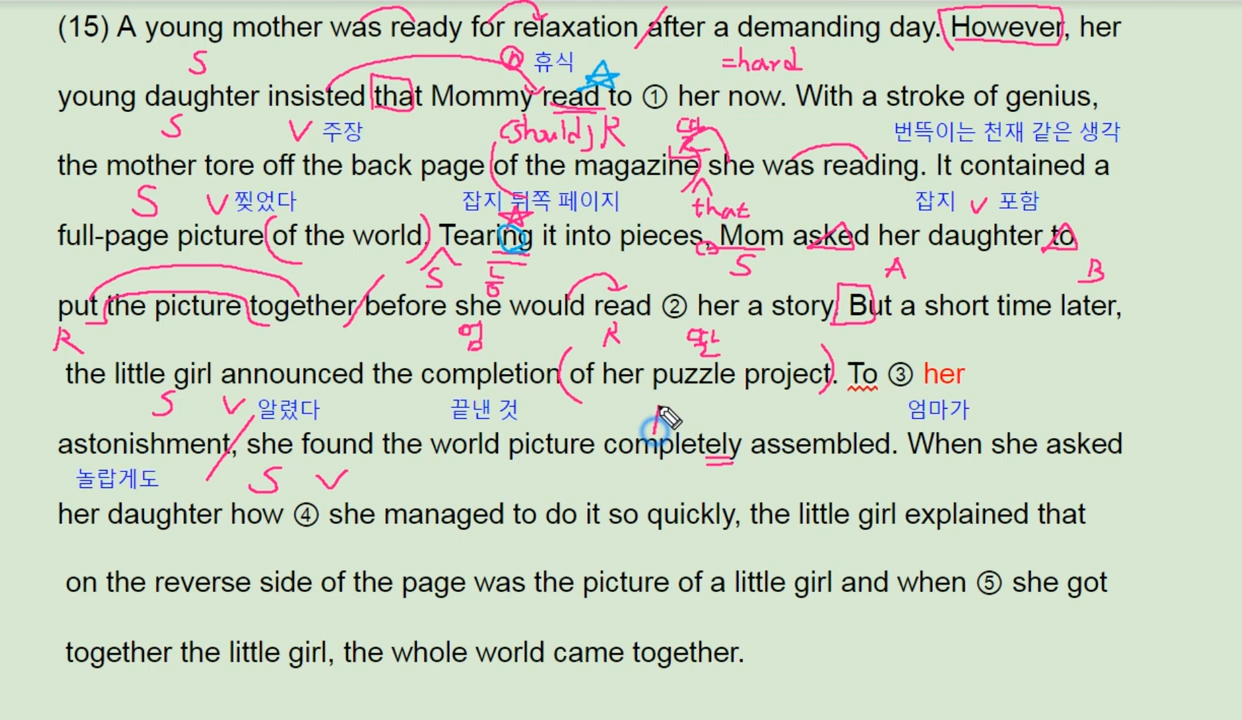 (15) A young mother was ready for relaxation after a demanding day. However, her
S ⓝ 휴식 =hard
young daughter insisted that Mommy read to ① her now. With a stroke of genius,
S V 주장 (should) R 딸 번뜩이는 천재 같은 생각
the mother tore off the back page of the magazine she was reading. It contained a
S V 찢었다 잡지 뒤쪽 페이지 that 잡지 V 포함
full-page picture of the world. Tearing it into pieces, Mom asked her daughter to
S S A B
put the picture together before she would read ② her a story. But a short time later,
R 엄 R 딸
the little girl announced the completion of her puzzle project. To ③ her
S V 알렸다 끝낸 것 엄마가
astonishment, she found the world picture completely assembled. When she asked
놀랍게도 S V
her daughter how ④ she managed to do it so quickly, the little girl explained that
on the reverse side of the page was the picture of a little girl and when ⑤ she got
together the little girl, the whole world came together.